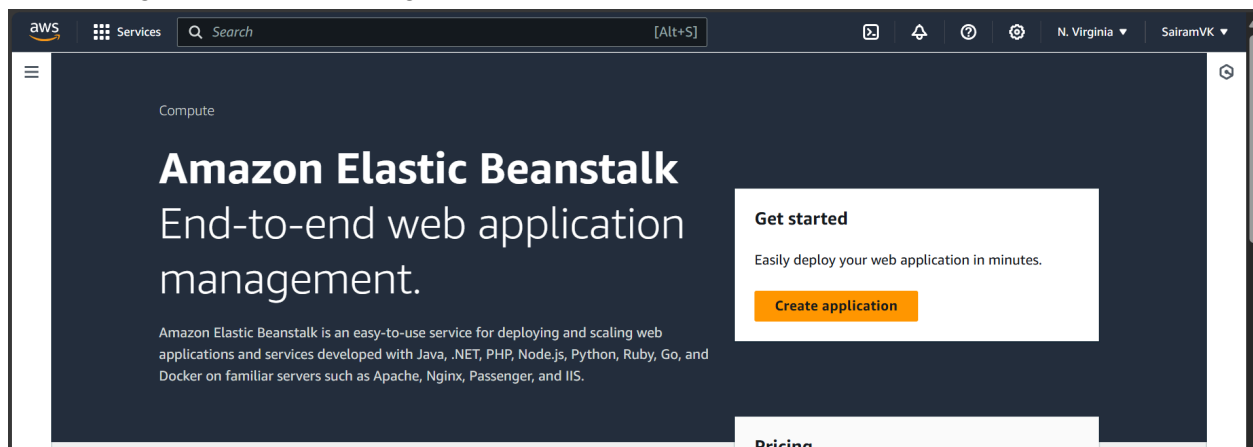 aws
Services
Search
[Alt+S]
N. Virginia
SairamVK
Compute
Amazon Elastic Beanstalk
End-to-end web application
management.
Amazon Elastic Beanstalk is an easy-to-use service for deploying and scaling web
applications and services developed with Java, .NET, PHP, Node.js, Python, Ruby, Go, and
Docker on familiar servers such as Apache, Nginx, Passenger, and IIS.
Get started
Easily deploy your web application in minutes.
Create application
Pricing